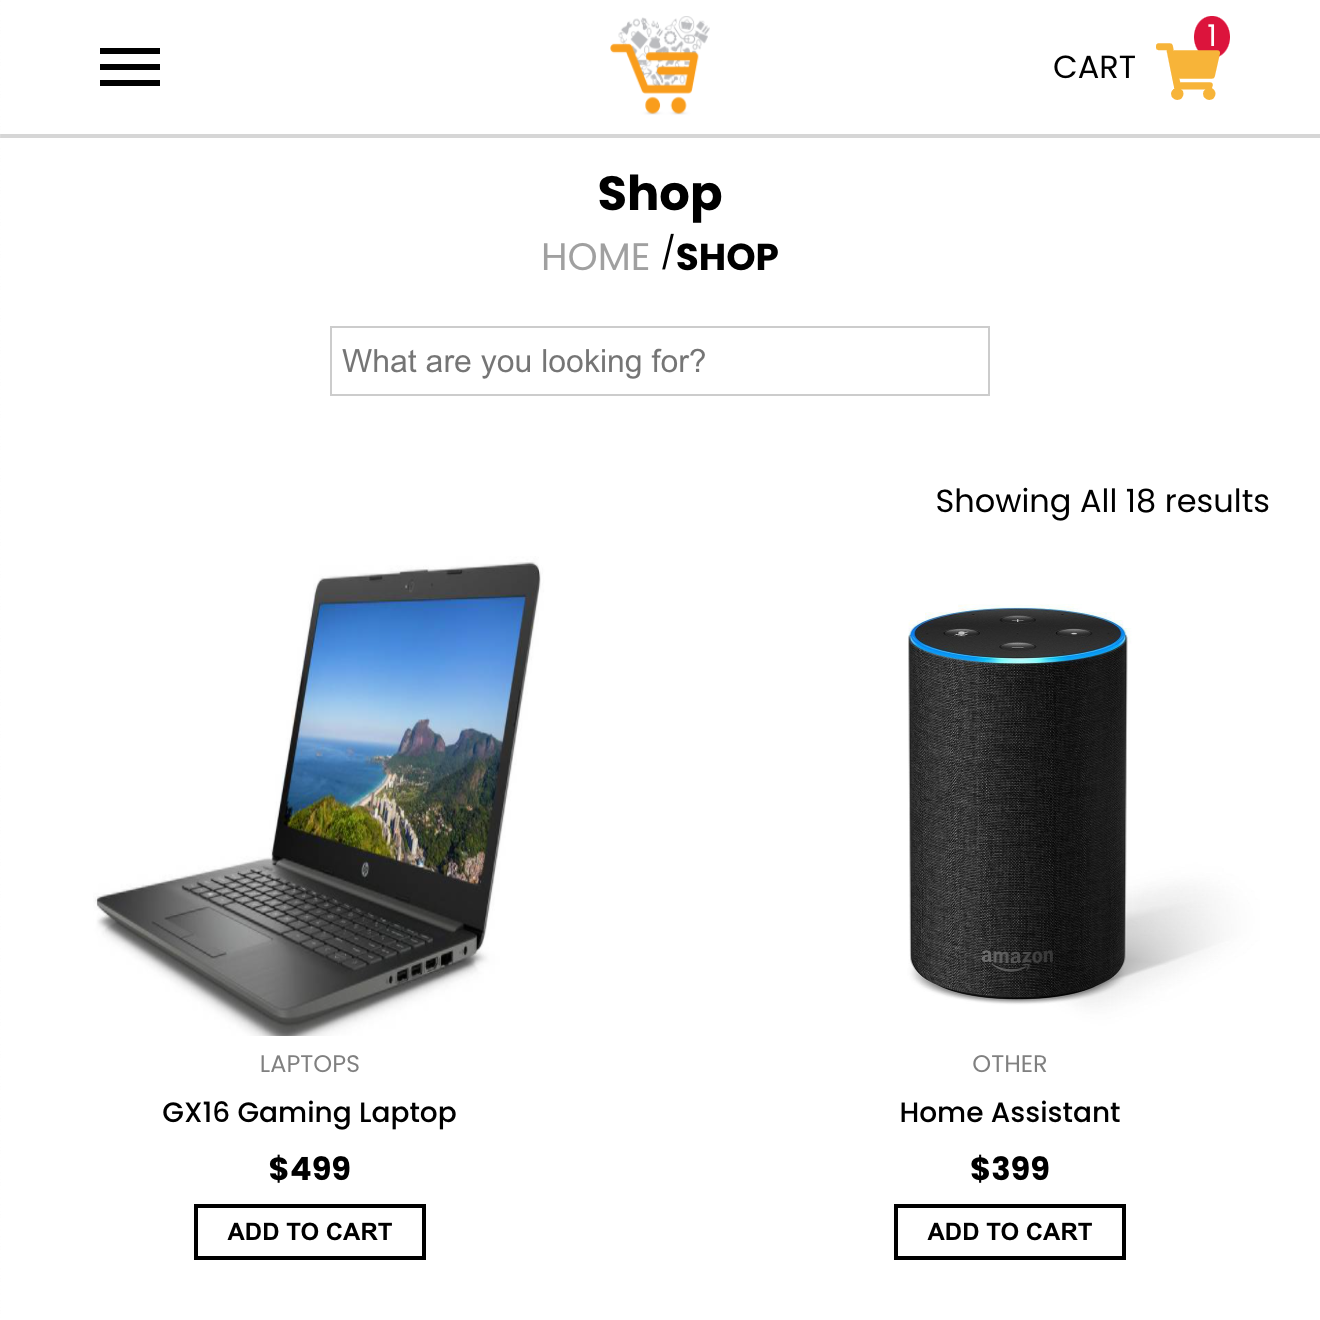 CART
1
Shop
HOME /SHOP
What are you looking for?
Showing All 18 results
amazon
LAPTOPS
GX16 Gaming Laptop
$499
ADD TO CART
OTHER
Home Assistant
$399
ADD TO CART